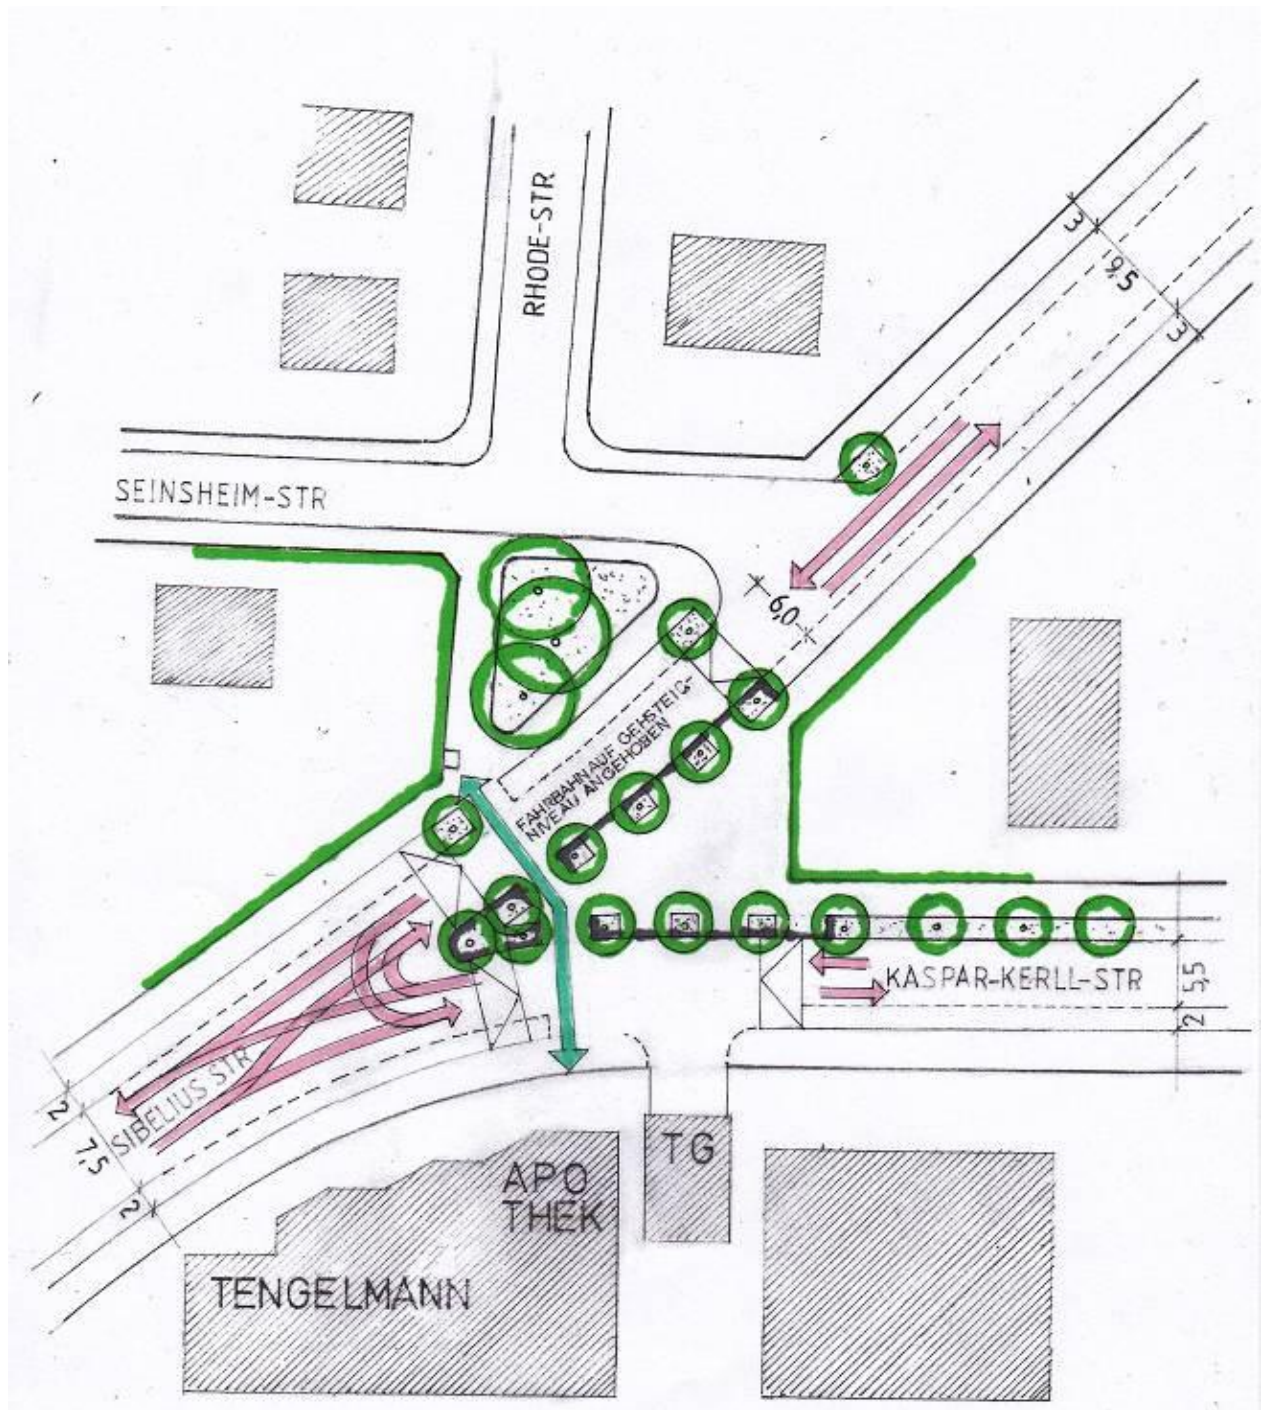 RHODE-STR
3
9,5
3
SEINSHEIM-STR
6,0
FAHRBAHN AUF GEHSTEIG-
NIVEAU ANGEHOBEN
KASPAR-KERLL-STR
5,5
2
SIBELIUS STR
2
7,5
2
TG
APO
THEK
TENGELMANN